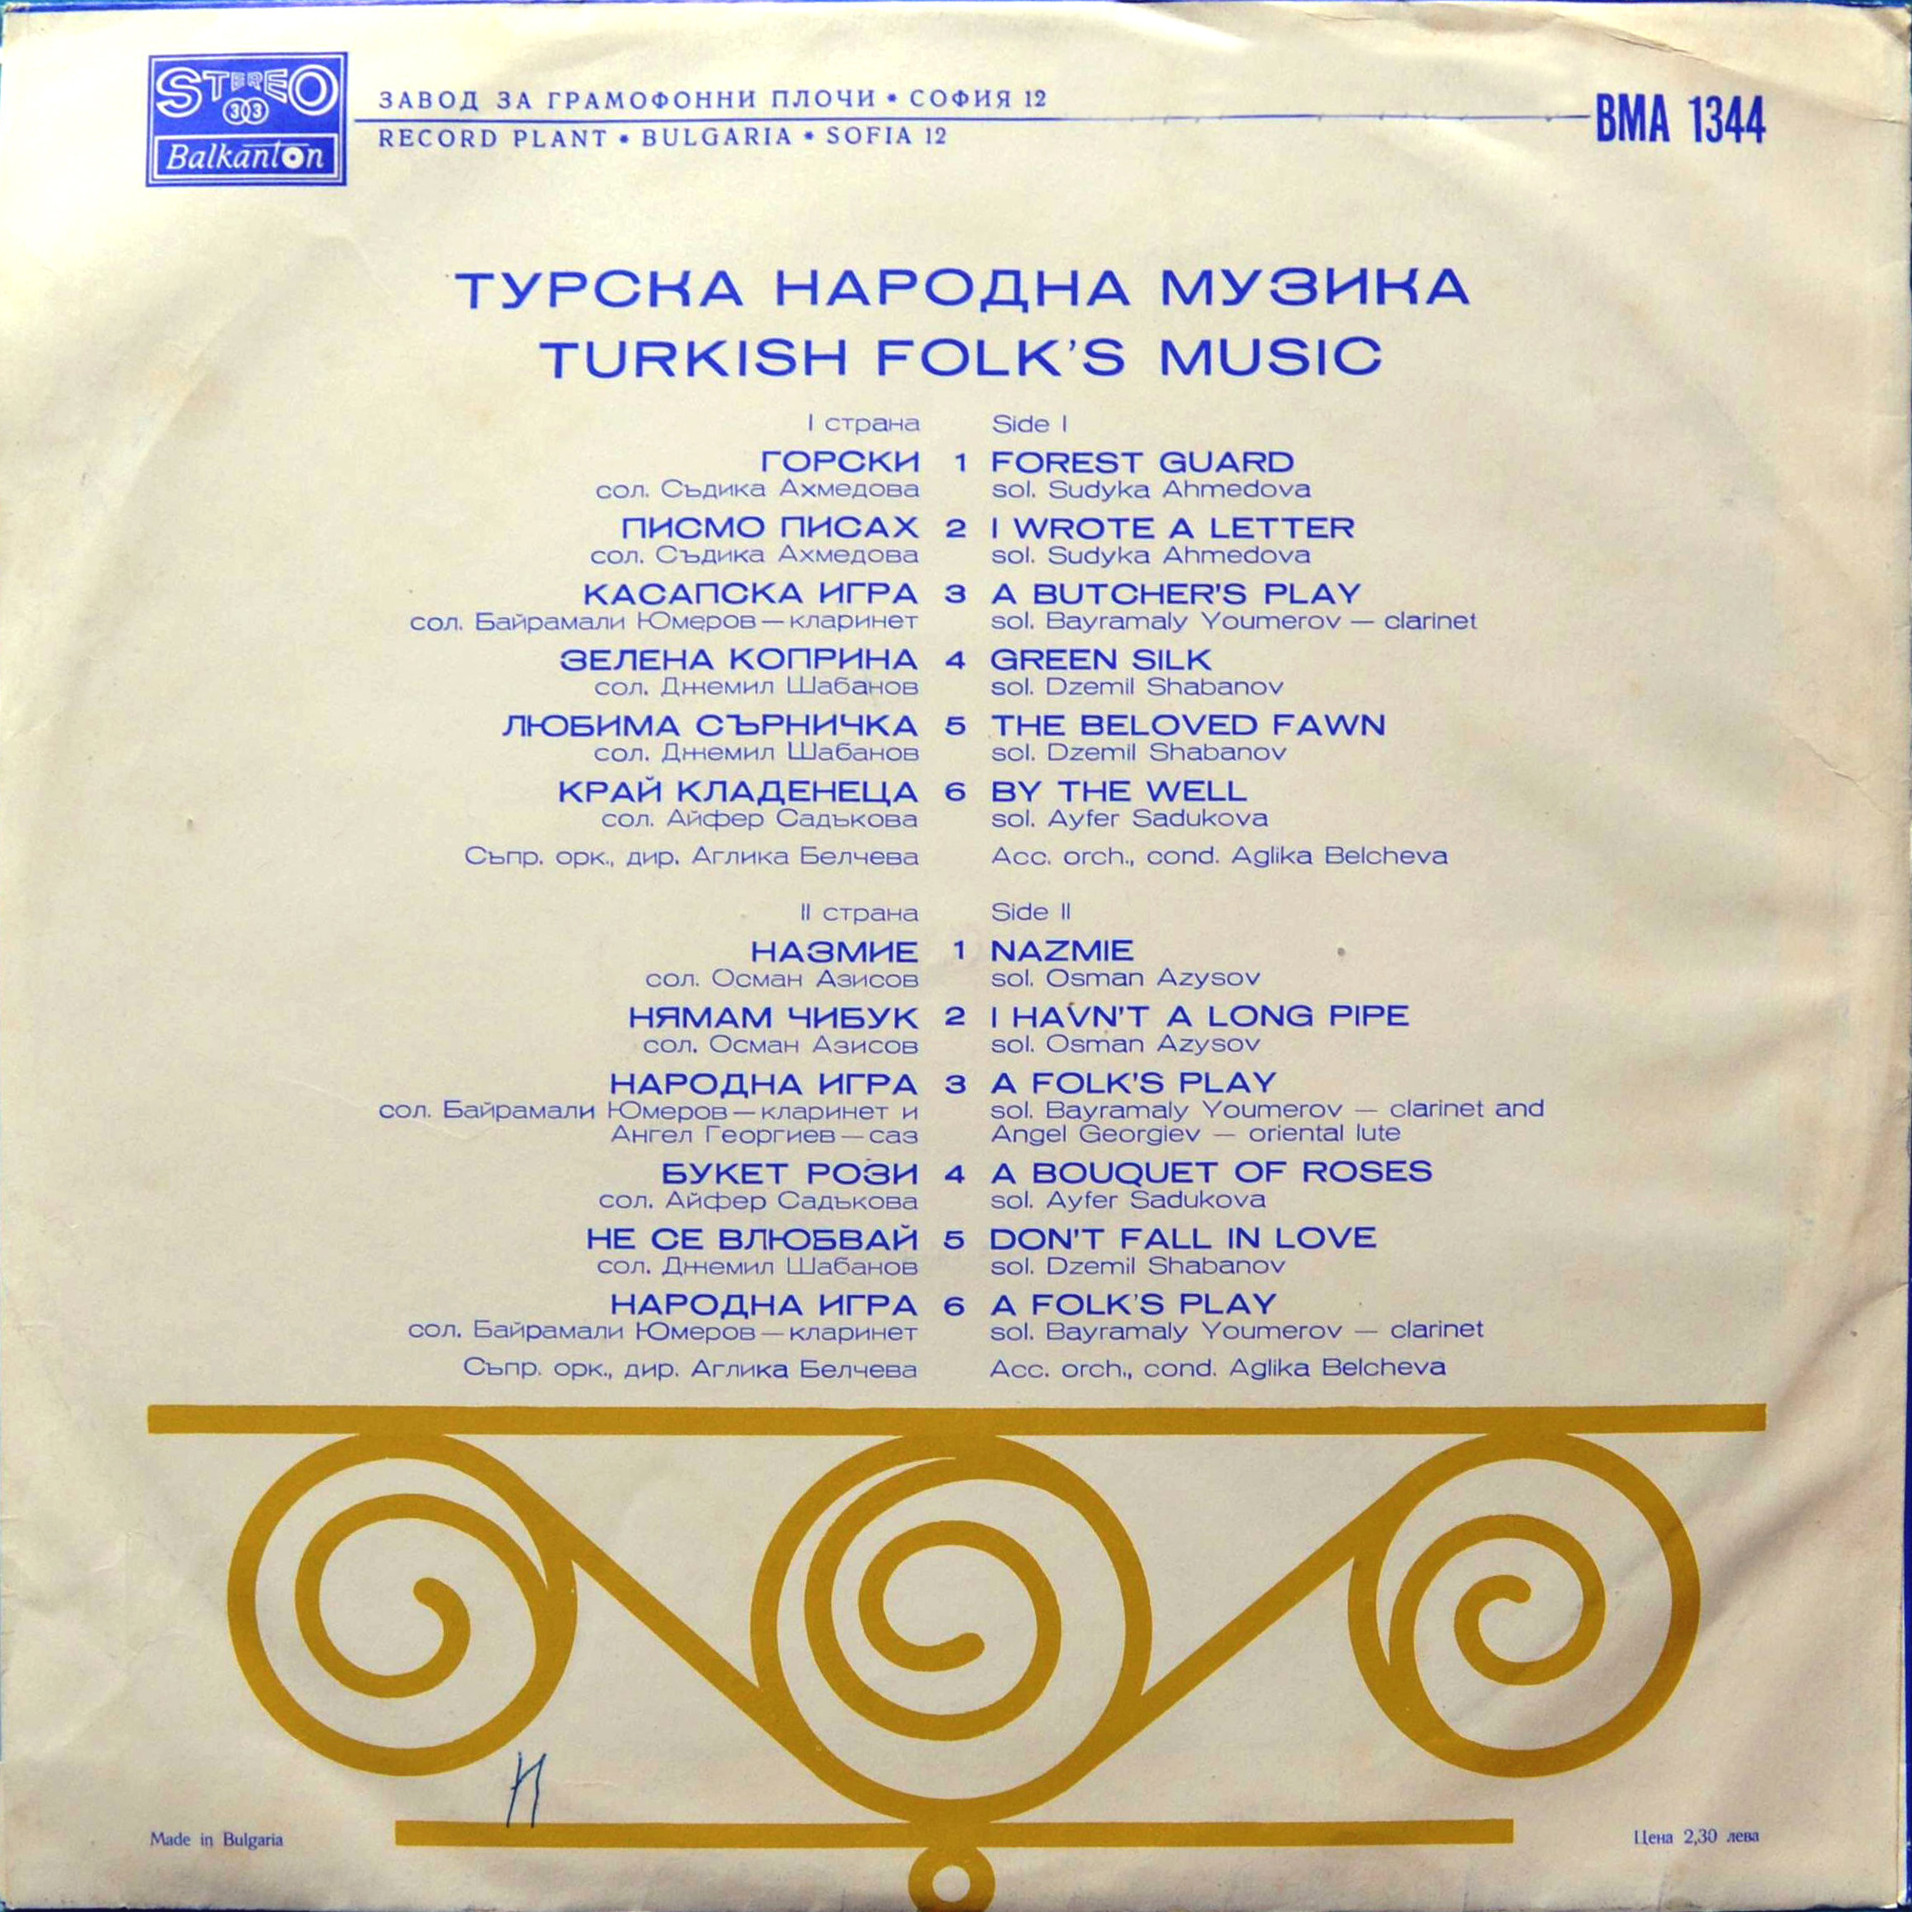 STEREO
33
Balkanton
ЗАВОД ЗА ГРАМОФОННИ ПЛОЧИ * СОФИЯ 12
RECORD PLANT * BULGARIA * SOFIA 12
ВМА 1344
ТУРСКА НАРОДНА МУЗИКА
TURKISH FOLK'S MUSIC
I страна Side I
ГОРСКИ 1 FOREST GUARD
сол. Съдика Ахмедова sol. Sudyka Ahmedova
ПИСМО ПИСАХ 2 I WROTE A LETTER
сол. Съдика Ахмедова sol. Sudyka Ahmedova
КАСАПСКА ИГРА 3 A BUTCHER'S PLAY
сол. Байрамали Юмеров — кларинет sol. Bayramaly Youmerov — clarinet
ЗЕЛЕНА КОПРИНА 4 GREEN SILK
сол. Джемил Шабанов sol. Dzemil Shabanov
ЛЮБИМА СЪРНИЧКА 5 THE BELOVED FAWN
сол. Джемил Шабанов sol. Dzemil Shabanov
КРАЙ КЛАДЕНЕЦА 6 BY THE WELL
сол. Айфер Садъкова sol. Ayfer Sadukova
Съпр. орк., дир. Аглика Белчева Acc. orch., cond. Aglika Belcheva
II страна Side II
НАЗМИЕ 1 NAZMIE
сол. Осман Азисов sol. Osman Azysov
НЯМАМ ЧИБУК 2 I HAVN'T A LONG PIPE
сол. Осман Азисов sol. Osman Azysov
НАРОДНА ИГРА 3 A FOLK'S PLAY
сол. Байрамали Юмеров — кларинет и sol. Bayramaly Youmerov — clarinet and
Ангел Георгиев — саз Angel Georgiev — oriental lute
БУКЕТ РОЗИ 4 A BOUQUET OF ROSES
сол. Айфер Садъкова sol. Ayfer Sadukova
НЕ СЕ ВЛЮБВАЙ 5 DON'T FALL IN LOVE
сол. Джемил Шабанов sol. Dzemil Shabanov
НАРОДНА ИГРА 6 A FOLK'S PLAY
сол. Байрамали Юмеров — кларинет sol. Bayramaly Youmerov — clarinet
Съпр. орк., дир. Аглика Белчева Acc. orch., cond. Aglika Belcheva
И
Made in Bulgaria
Цена 2,30 лева